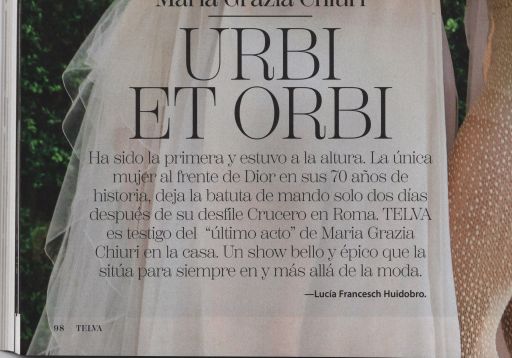 Maria Grazia Chiuri
URBI
ET ORBI
Ha sido la primera y estuvo a la altura. La única
mujer al frente de Dior en sus 70 años de
historia, deja la batuta de mando solo dos días
después de su desfile Crucero en Roma. TELVA
es testigo del “último acto” de Maria Grazia
Chiuri en la casa. Un show bello y épico que la
sitúa para siempre en y más allá de la moda.
—Lucía Francesch Huidobro.
98 TELVA